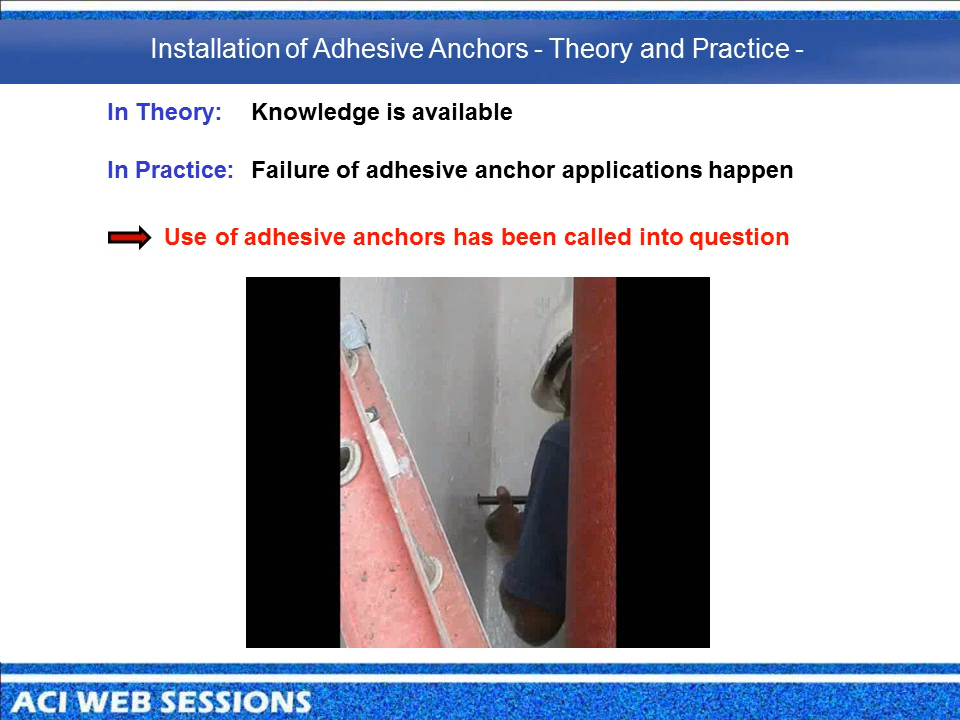 Installation of Adhesive Anchors - Theory and Practice -
In Theory: Knowledge is available
In Practice: Failure of adhesive anchor applications happen
Use of adhesive anchors has been called into question
ACI WEB SESSIONS